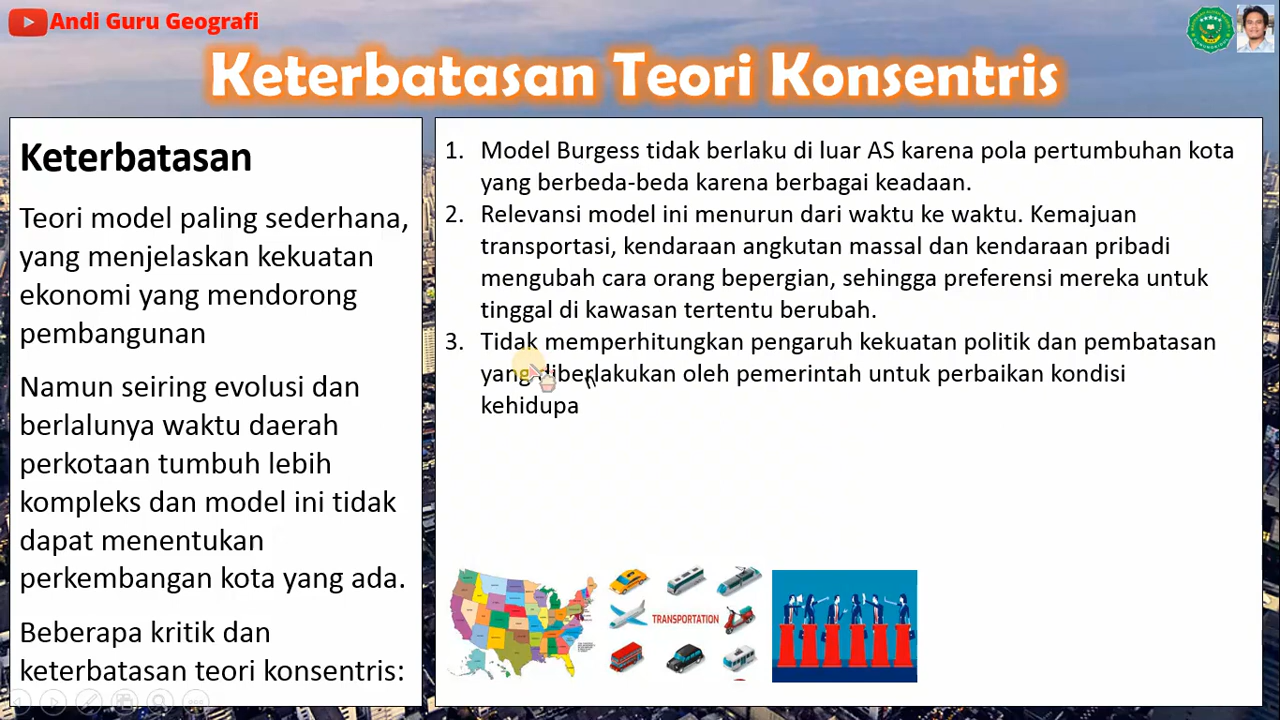 Andi Guru Geografi
Keterbatasan Teori Konsentris
Keterbatasan
Teori model paling sederhana,
yang menjelaskan kekuatan
ekonomi yang mendorong
pembangunan
Namun seiring evolusi dan
berlalunya waktu daerah
perkotaan tumbuh lebih
kompleks dan model ini tidak
dapat menentukan
perkembangan kota yang ada.
Beberapa kritik dan
keterbatasan teori konsentris:
1. Model Burgess tidak berlaku di luar AS karena pola pertumbuhan kota
yang berbeda-beda karena berbagai keadaan.
2. Relevansi model ini menurun dari waktu ke waktu. Kemajuan
transportasi, kendaraan angkutan massal dan kendaraan pribadi
mengubah cara orang bepergian, sehingga preferensi mereka untuk
tinggal di kawasan tertentu berubah.
3. Tidak memperhitungkan pengaruh kekuatan politik dan pembatasan
yang diberlakukan oleh pemerintah untuk perbaikan kondisi
kehidupa
TRANSPORTATION